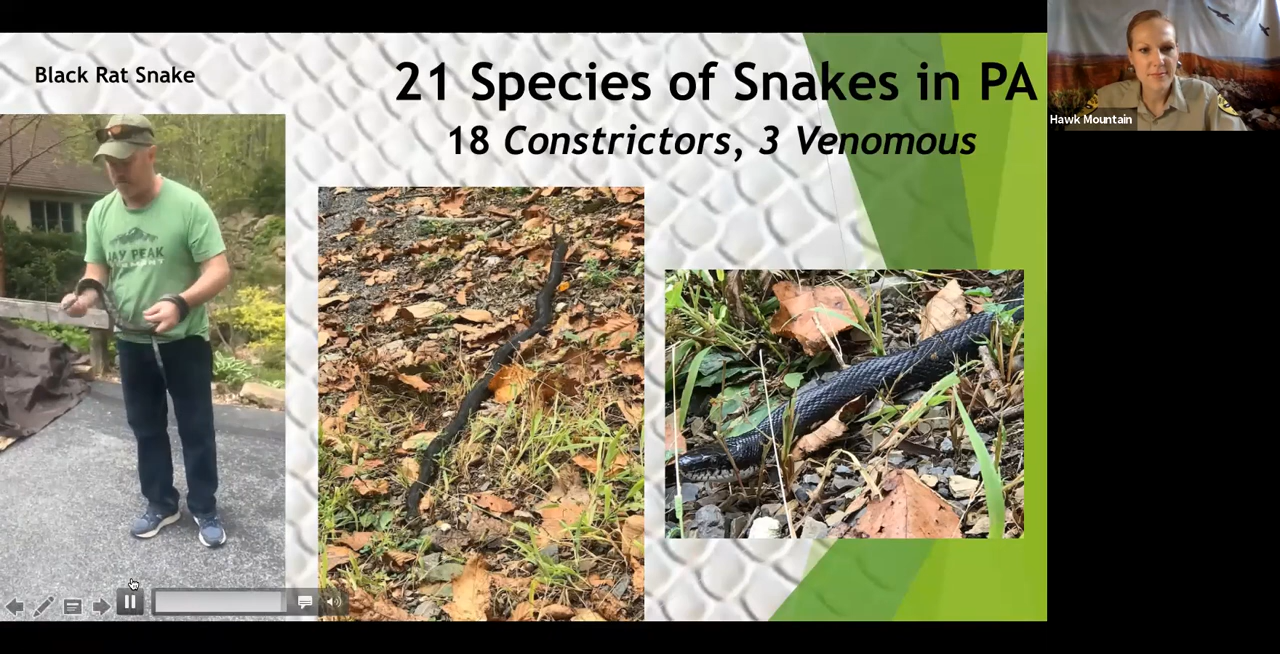 Black Rat Snake
21 Species of Snakes in PA
18 Constrictors, 3 Venomous
JAY PEAK
Hawk Mountain